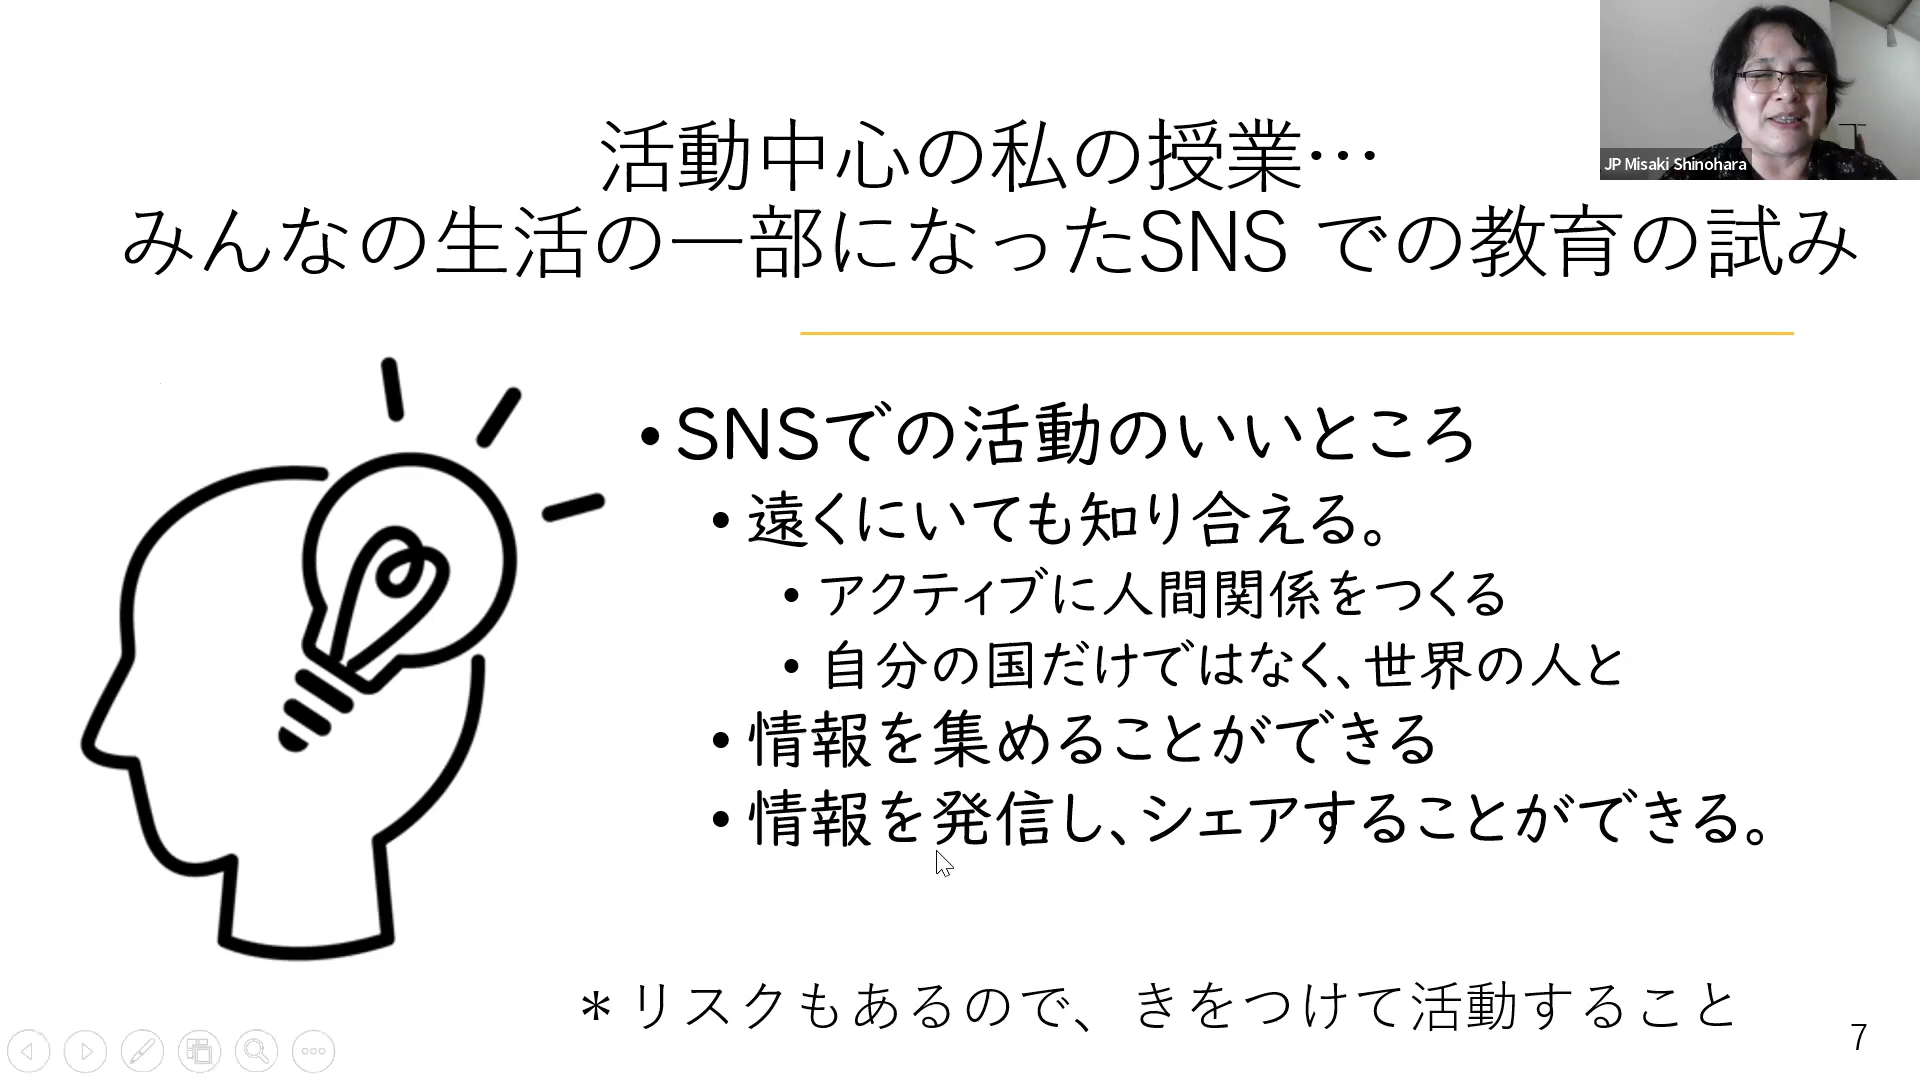 活動中心の私の授業…
みんなの生活の一部になったSNS での教育の試み
JP Misaki Shinohara
•SNSでの活動のいいところ
•遠くにいても知り合える。
•アクティブに人間関係をつくる
•自分の国だけではなく、世界の人と
•情報を集めることができる
•情報を発信し、シェアすることができる。
＊リスクもあるので、きをつけて活動すること
7